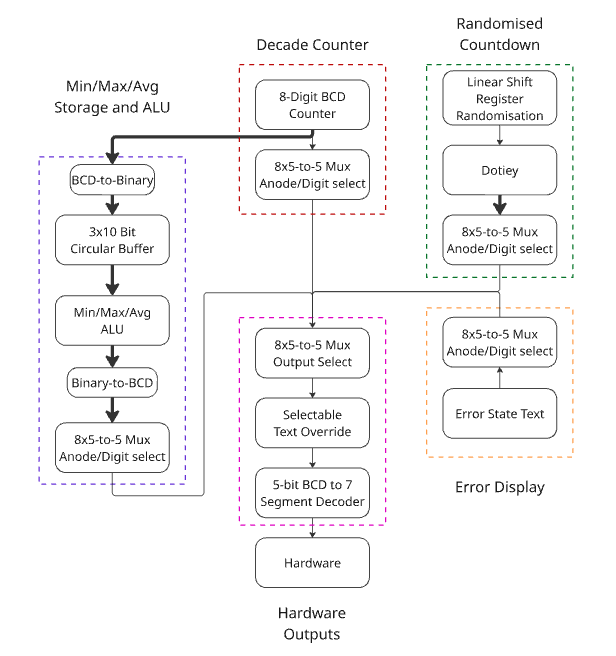 Min/Max/Avg
Storage and ALU
BCD-to-Binary
3x10 Bit
Circular Buffer
Min/Max/Avg
ALU
Binary-to-BCD
8x5-to-5 Mux
Anode/Digit select
Decade Counter
8-Digit BCD
Counter
8x5-to-5 Mux
Anode/Digit select
8x5-to-5 Mux
Output Select
Selectable
Text Override
5-bit BCD to 7
Segment Decoder
Hardware
Hardware
Outputs
Randomised
Countdown
Linear Shift
Register
Randomisation
Dotiey
8x5-to-5 Mux
Anode/Digit select
8x5-to-5 Mux
Anode/Digit select
Error State Text
Error Display